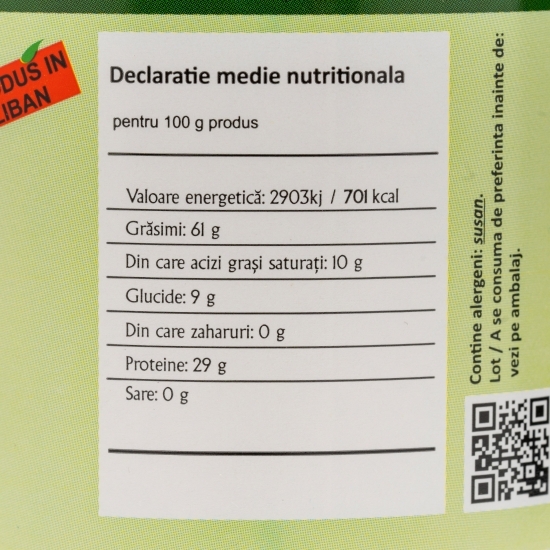 DUS IN
LIBAN
Declaratie medie nutritionala
pentru 100 g produs
Valoare energetică: 2903kj / 701 kcal
Grăsimi: 61 g
Din care acizi grași saturați: 10 g
Glucide: 9 g
Din care zaharuri: 0 g
Proteine: 29 g
Sare: 0 g
Contine alergeni: susan.
Lot / A se consuma de preferinta inainte de:
vezi pe ambalaj.